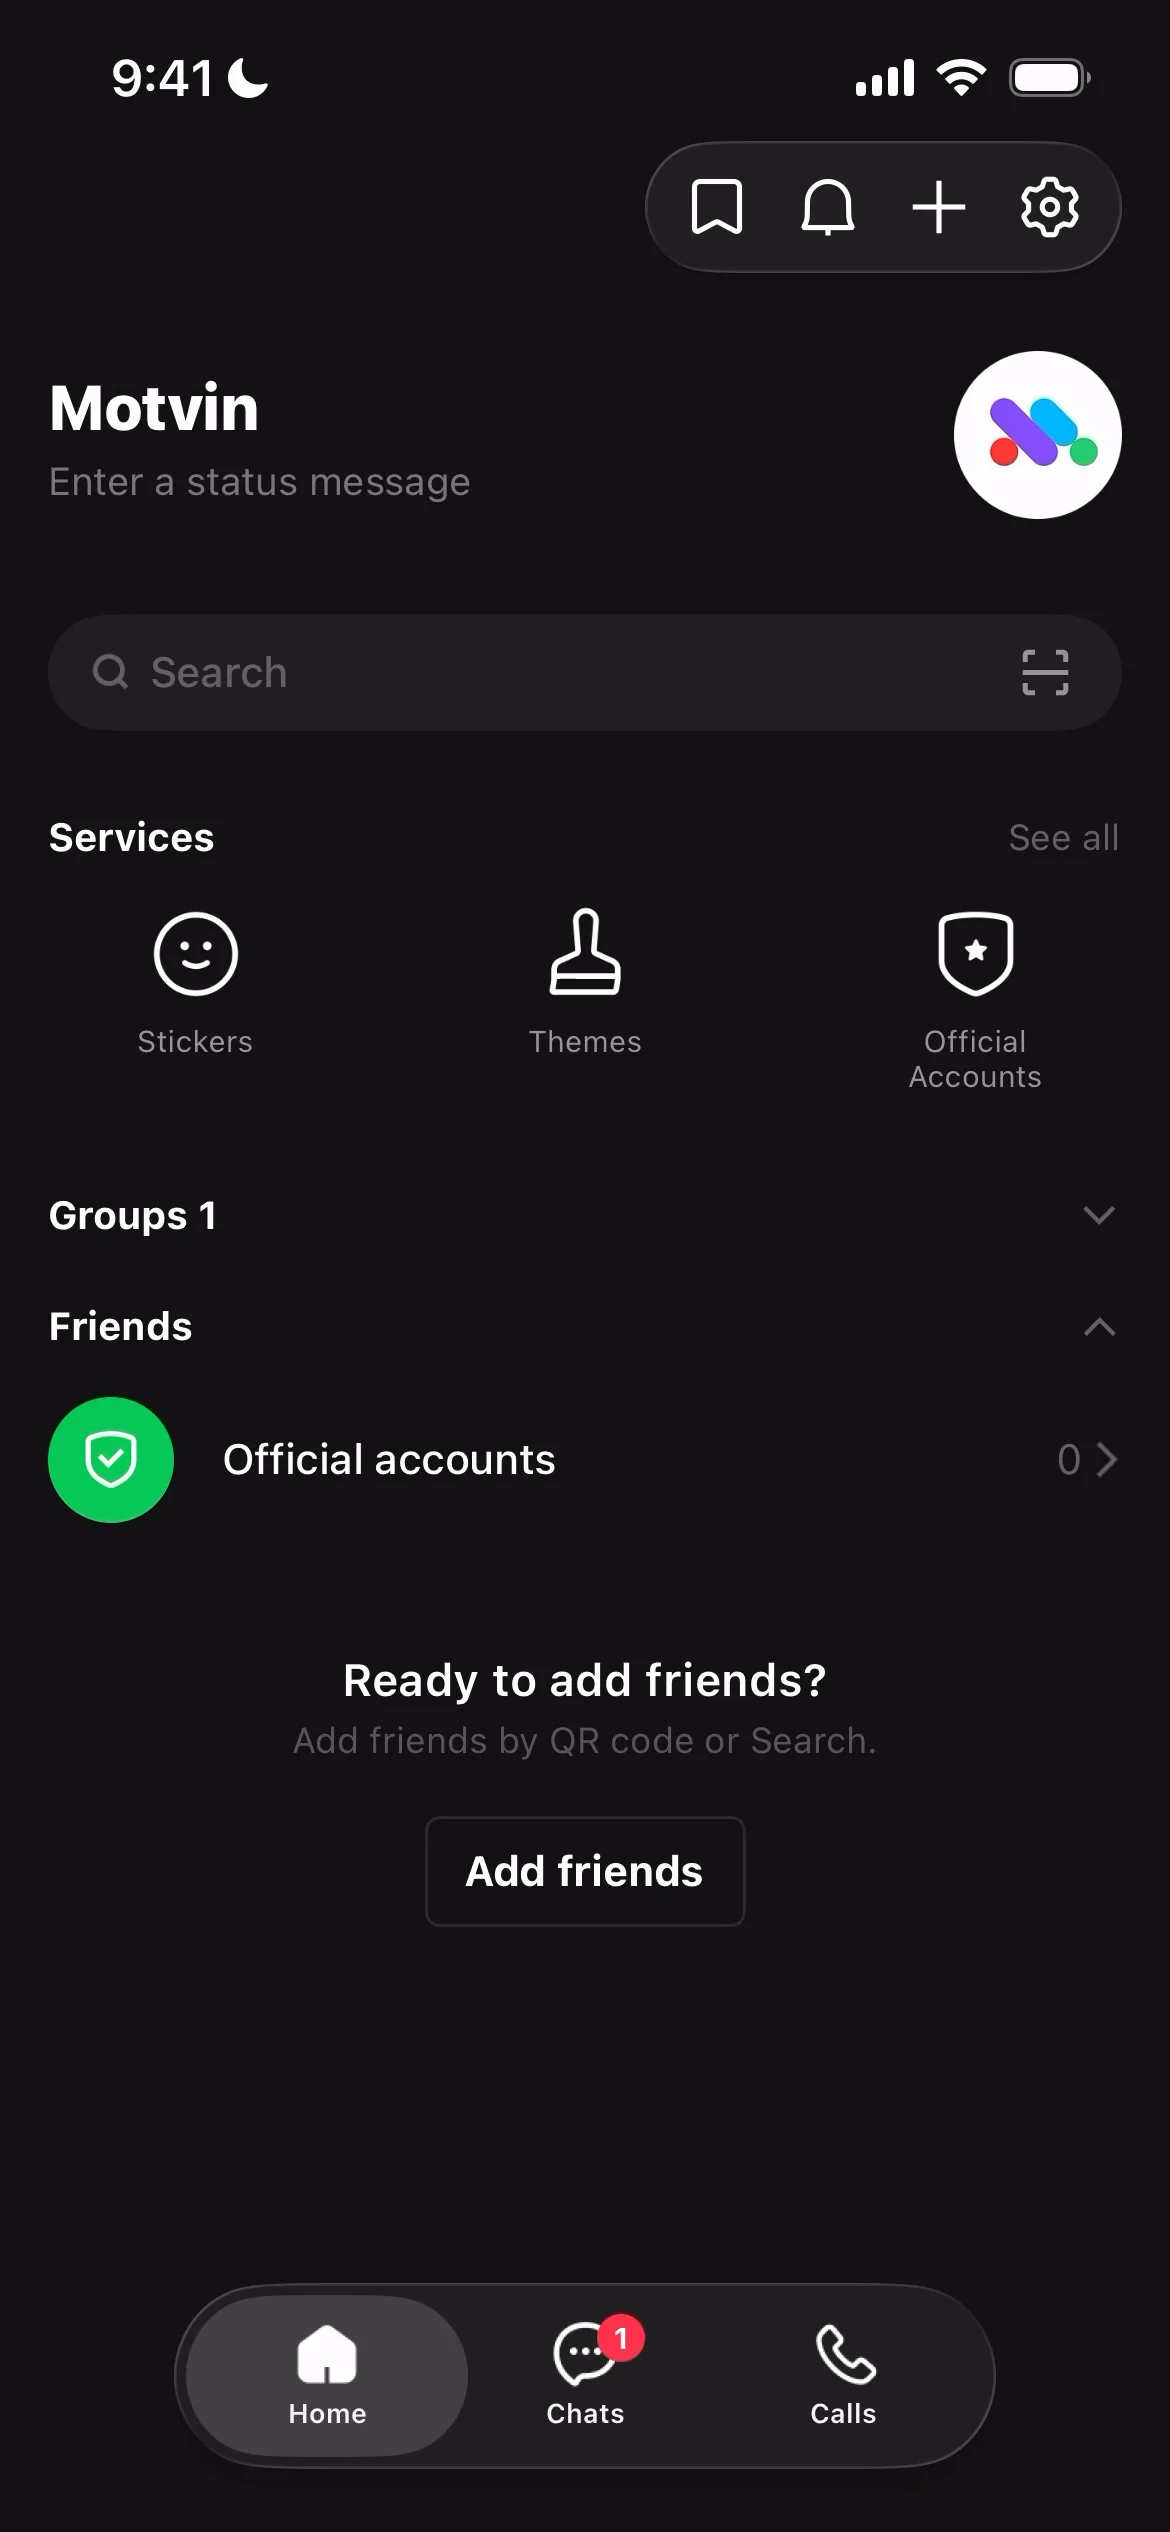 9:41
Motvin
Enter a status message
Search
Services
See all
Stickers
Themes
Official
Accounts
Groups 1
Friends
Official accounts
0
Ready to add friends?
Add friends by QR code or Search.
Add friends
1
Home
Chats
Calls